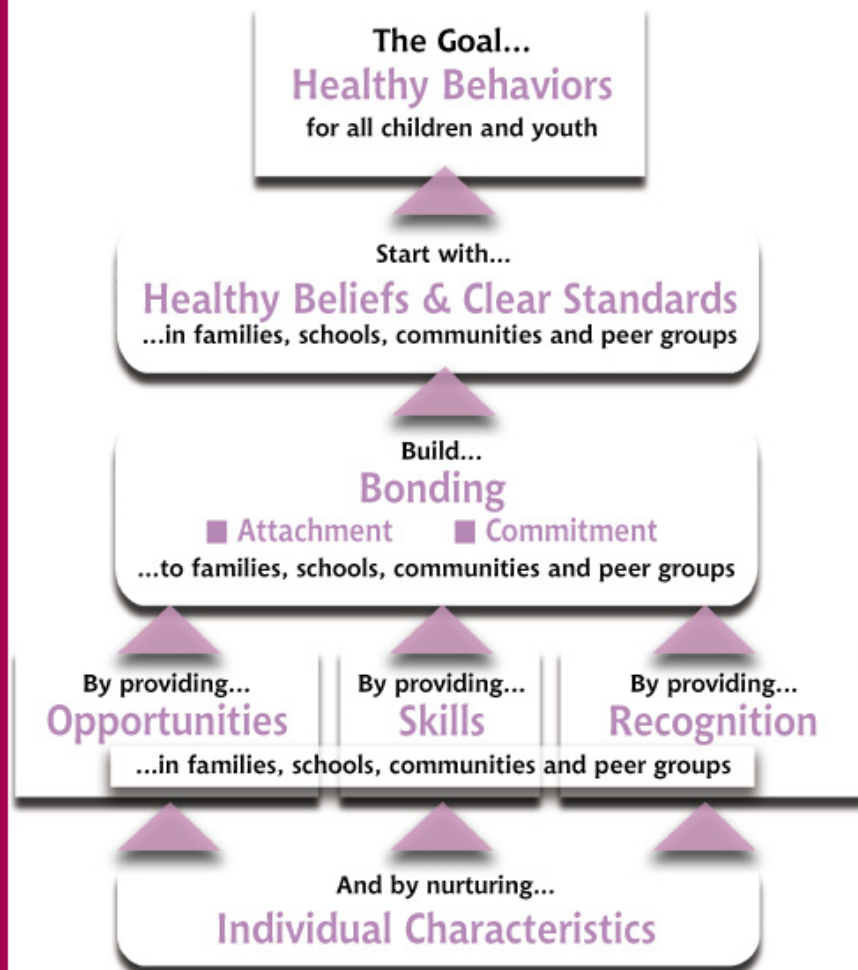 The Goal...
Healthy Behaviors
for all children and youth
Start with...
Healthy Beliefs & Clear Standards
...in families, schools, communities and peer groups
Build...
Bonding
■ Attachment ■ Commitment
...to families, schools, communities and peer groups
By providing... By providing... By providing...
Opportunities Skills Recognition
...in families, schools, communities and peer groups
And by nurturing...
Individual Characteristics